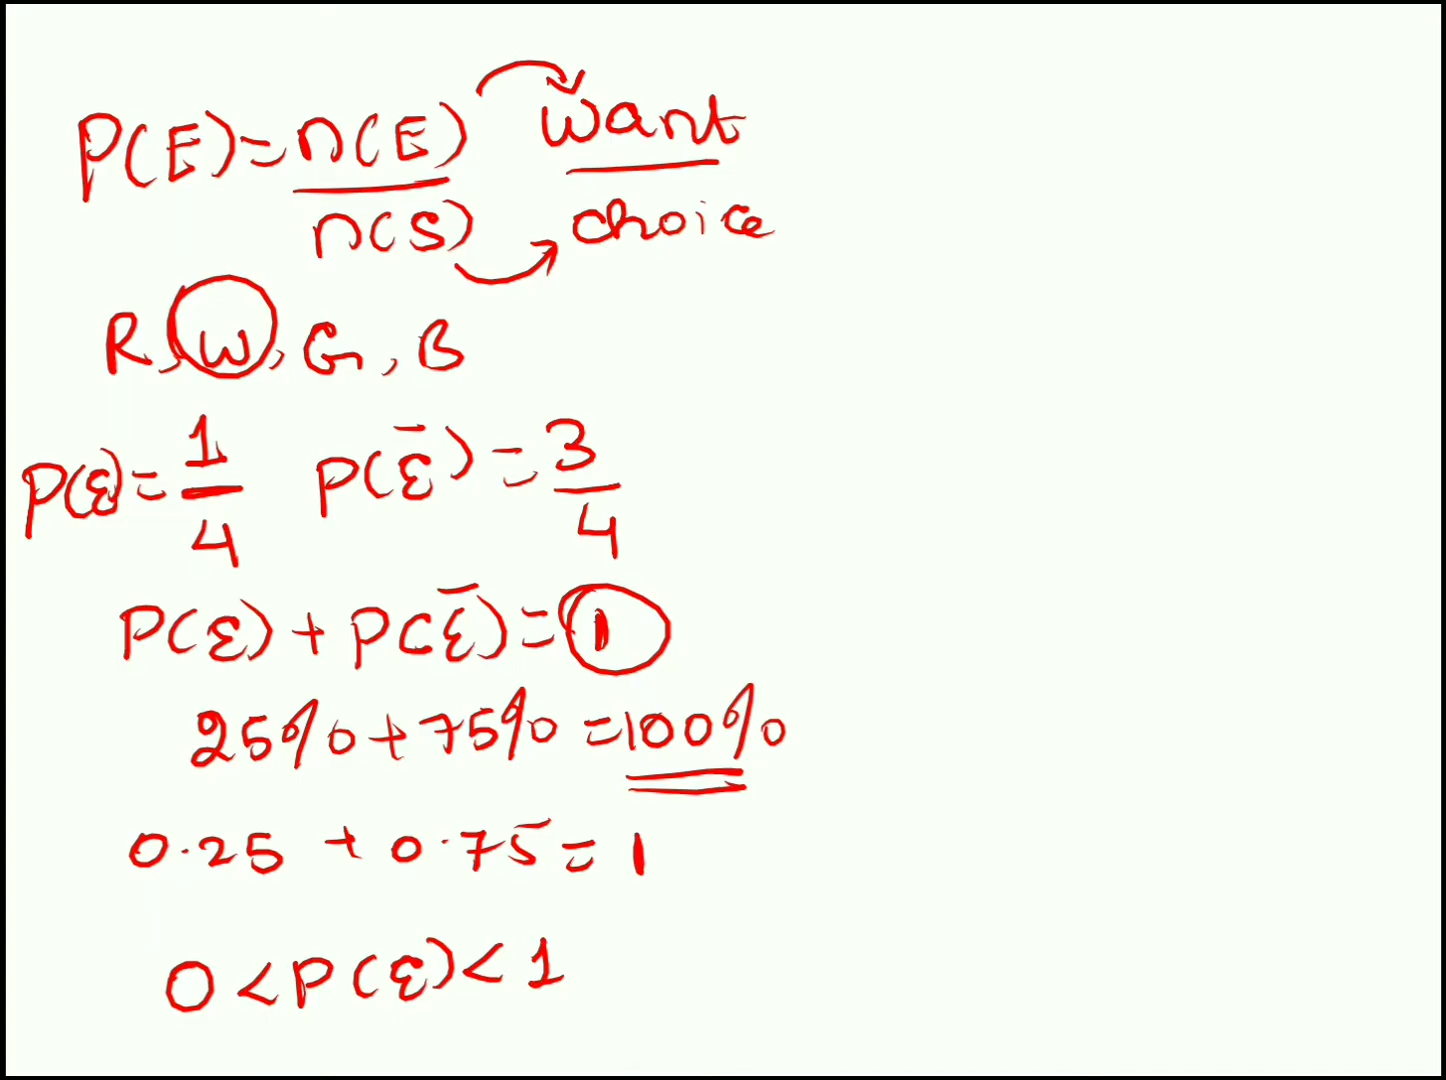 P(E)=n(E)/n(S) want/choice
R, W, G, B
P(E)=1/4 P(Ē)=3/4
P(E)+P(Ē)=1
25%+75%=100%
0.25 + 0.75=1
0<P(E)<1